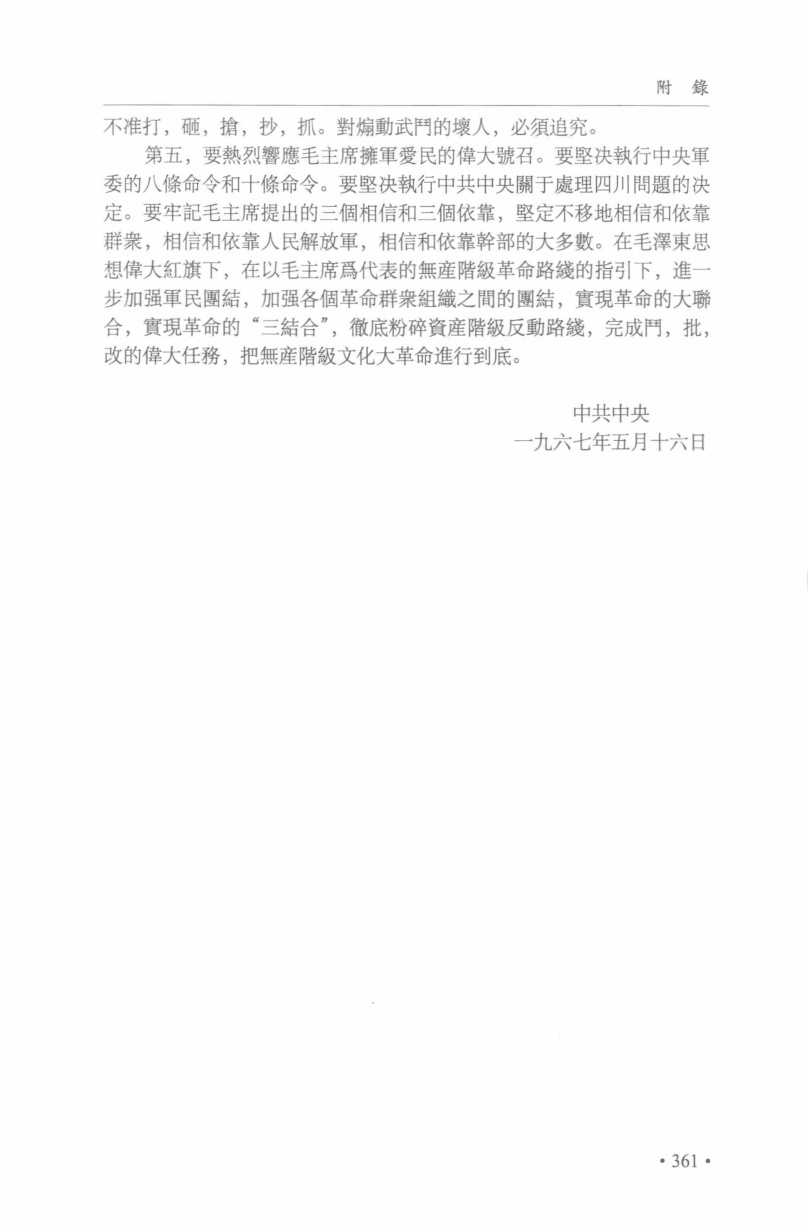 附　錄
不准打，砸，搶，抄，抓。對煽動武鬥的壞人，必須追究。
第五，要熱烈響應毛主席擁軍愛民的偉大號召。要堅决執行中央軍
委的八條命令和十條命令。要堅决執行中共中央關于處理四川問題的决
定。要牢記毛主席提出的三個相信和三個依靠，堅定不移地相信和依靠
群衆，相信和依靠人民解放軍，相信和依靠幹部的大多數。在毛澤東思
想偉大紅旗下，在以毛主席爲代表的無産階級革命路綫的指引下，進一
步加强軍民團結，加强各個革命群衆組織之間的團結，實現革命的大聯
合，實現革命的“三結合”，徹底粉碎資産階級反動路綫，完成鬥，批，
改的偉大任務，把無産階級文化大革命進行到底。
中共中央
一九六七年五月十六日
• 361 •